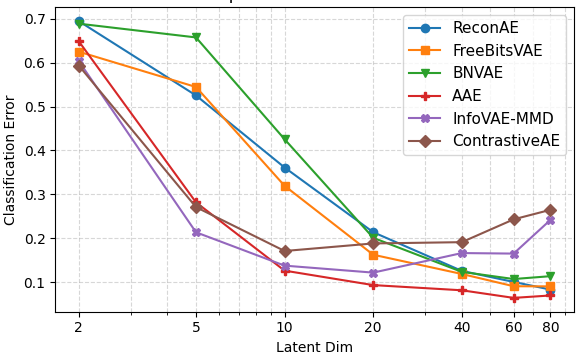 0.7
0.6
0.5
0.4
0.3
0.2
0.1
Classification Error
ReconAE
FreeBitsVAE
BNVAE
AAE
InfoVAE-MMD
ContrastiveAE
2 5 10 20 40 60 80
Latent Dim